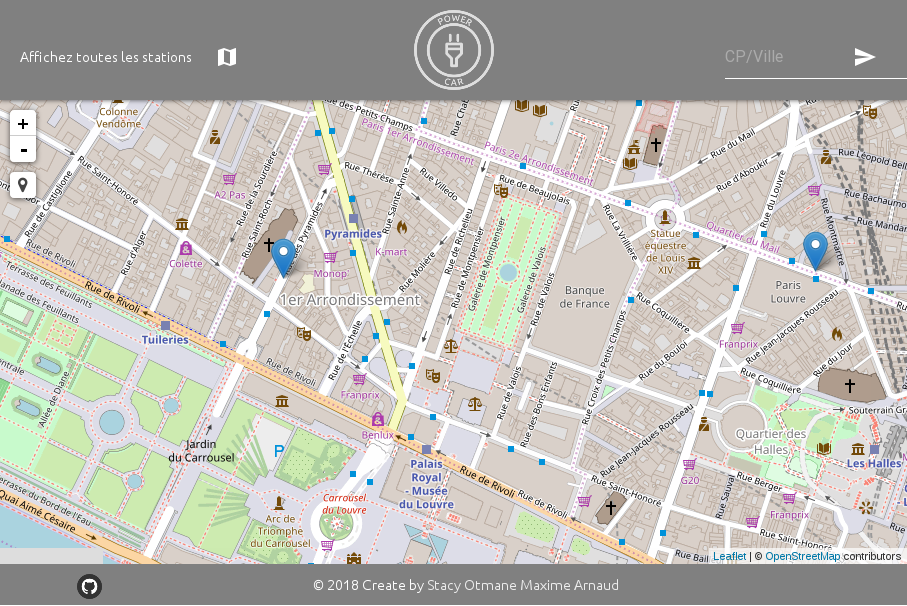 Affichez toutes les stations
POWER
CAR
CP/Ville
+
-
Colonne
Vendôme
Rue des Petits Champs
Paris 1er Arrondissement
Paris 2e Arrondissement
Rue du Mail
Rue d'Aboukir
Rue Léopold Bell
Rue Bachaumon
Rue Mandar
Rue Montmartre
Rue du Louvre
Quartier du Mail
Rue de Castiglione
Rue Saint-Honoré
A2 Pas
Rue de la Sourdière
Rue Saint-Roch
Rue des Pyramides
Rue Thérèse
Rue Sainte-Anne
Rue Villedo
Rue de Richelieu
Rue de Beaujolais
Rue de Montpensier
Galerie de Montpensier
Galerie de Valois
Rue de Valois
Rue La Vrillière
Statue
équestre
de Louis
XIV
Pyramides
K-mart
Monop'
Rue Molière
Colette
Rue d'Alger
Rue de Rivoli
Terrasse des Feuillants
Rue de Rivoli
1er Arrondissement
Banque
de France
Paris
Louvre
Tuileries
Rue de l'Échelle
Rue de Rivoli
Franprix
Benlux
Rue de Valois
Rue des Bons Enfants
Rue Croix des Petits Champs
Rue Coquillière
Rue du Bouloi
Franprix
Rue Jean-Jacques Rousseau
Rue du Jour
Rue Coquillière
Souterrain Gra
Allée de Diane
Jardin
du Carrousel
P
Palais
Royal
- Musée
du Louvre
Rue Jean-Jacques Rousseau
Quartier des
Halles
Les Halles
G20
Rue Berger
Rue Sauval
Franprix
Rue Saint-Honoré
Rue de Rivoli
Carrousel
du Louvre
Arc de
Triomphe
du Carrousel
Terrasse du Bord de l'Eau
Quai Aimé Césaire
Rue Saint-Honoré
Leaflet | © OpenStreetMap contributors
© 2018 Create by Stacy Otmane Maxime Arnaud